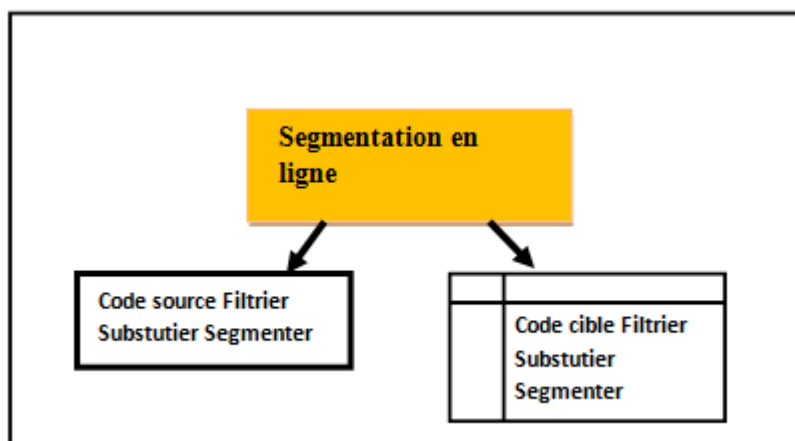 Segmentation en
ligne
Code source Filtrier
Substutier Segmenter
Code cible Filtrier
Substutier
Segmenter